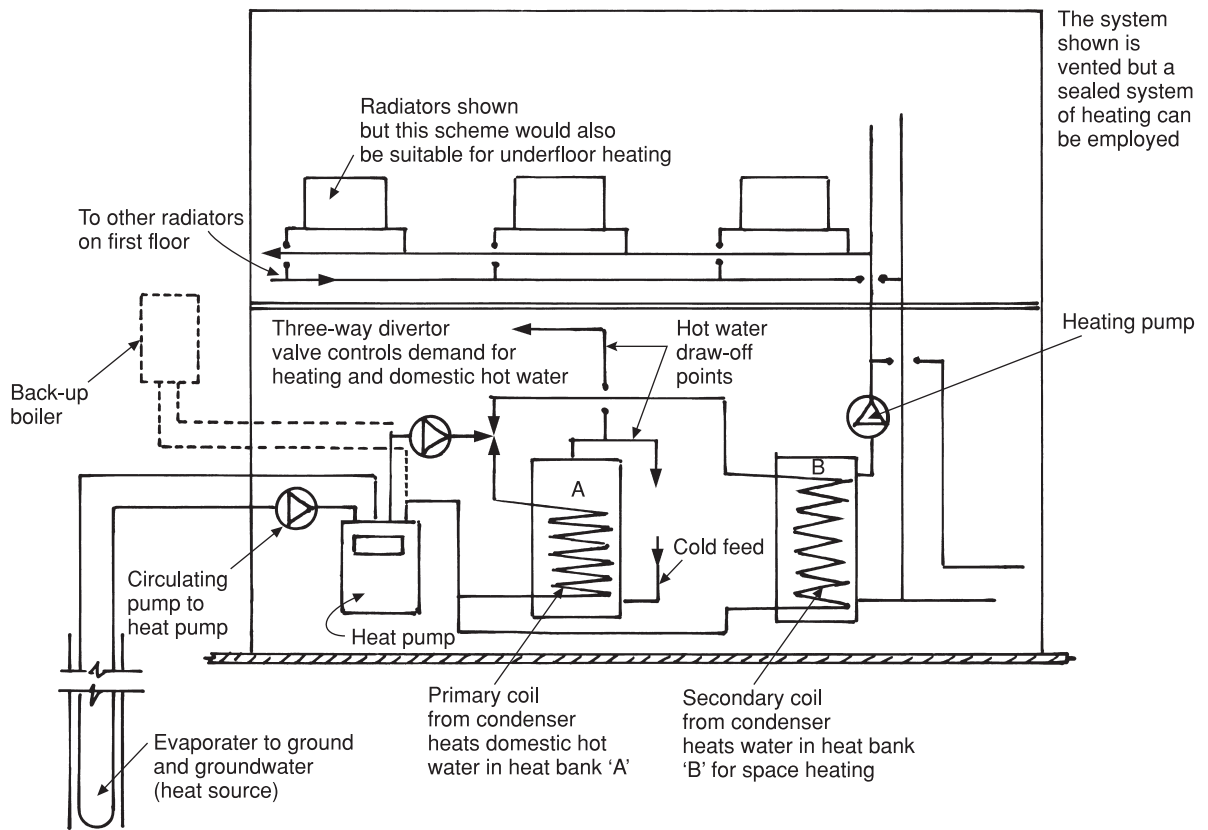 The system
shown is
vented but a
sealed system
of heating can
be employed
Radiators shown
but this scheme would also
be suitable for underfloor heating
To other radiators
on first floor
Three-way divertor
valve controls demand for
heating and domestic hot water
Hot water
draw-off
points
Heating pump
Back-up
boiler
A
B
Cold feed
Circulating
pump to
heat pump
Heat pump
Primary coil
from condenser
heats domestic hot
water in heat bank ‘A’
Secondary coil
from condenser
heats water in heat bank
‘B’ for space heating
Evaporater to ground
and groundwater
(heat source)